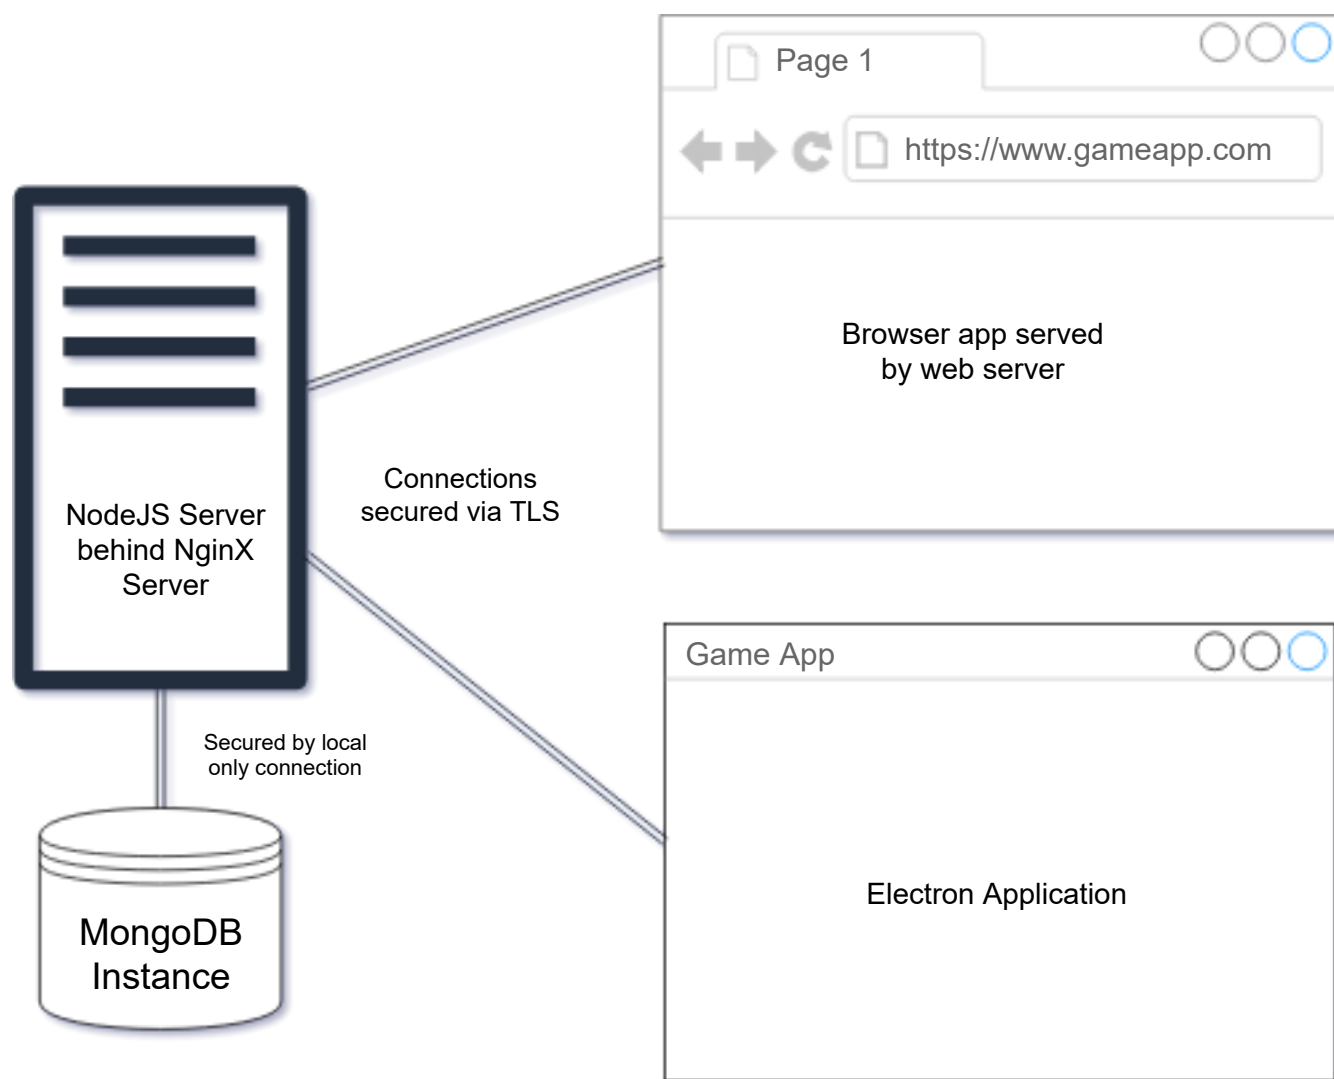 Page 1
https://www.gameapp.com
Browser app served
by web server
Connections
secured via TLS
NodeJS Server
behind NginX
Server
Game App
Secured by local
only connection
Electron Application
MongoDB
Instance